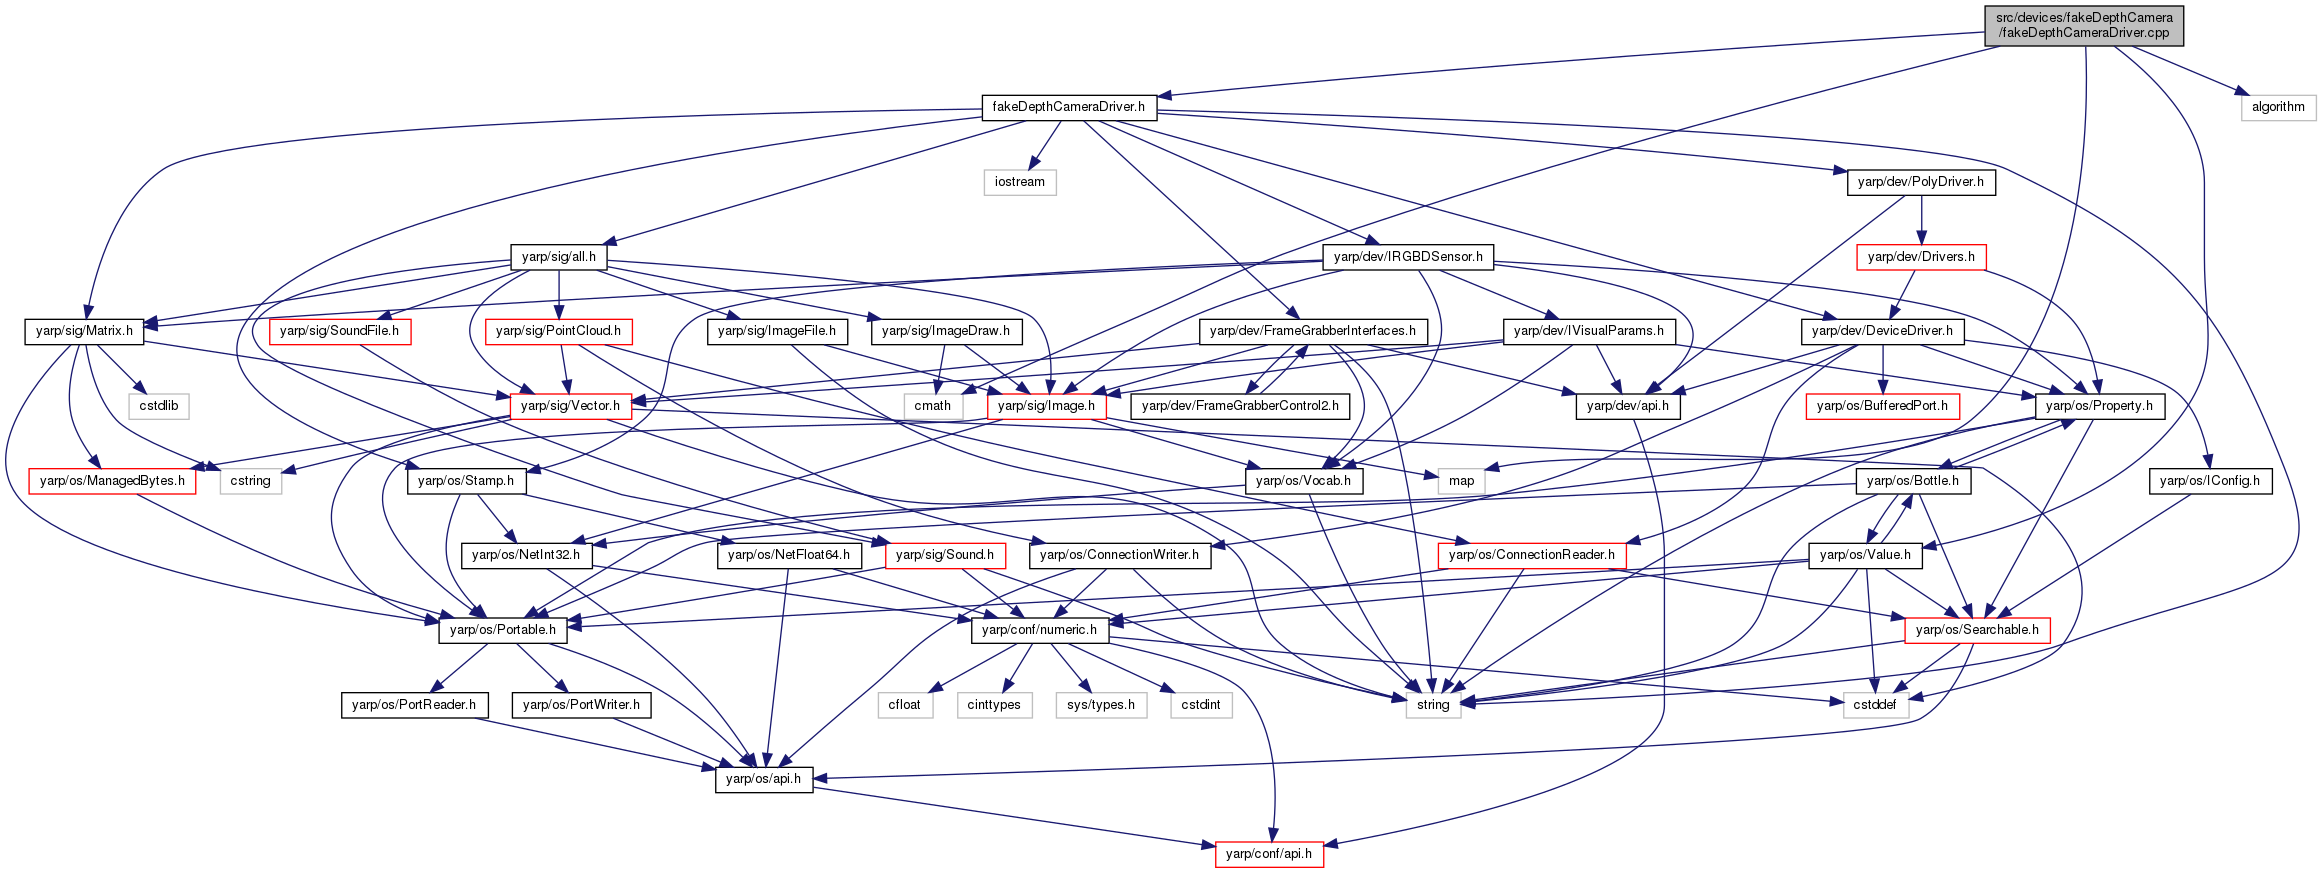 src/devices/fakeDepthCamera
/fakeDepthCameraDriver.cpp
fakeDepthCameraDriver.h
algorithm
iostream
yarp/dev/PolyDriver.h
yarp/sig/all.h
yarp/dev/IRGBDSensor.h
yarp/dev/Drivers.h
yarp/sig/Matrix.h
yarp/sig/SoundFile.h
yarp/sig/PointCloud.h
yarp/sig/ImageFile.h
yarp/sig/ImageDraw.h
yarp/dev/FrameGrabberInterfaces.h
yarp/dev/IVisualParams.h
yarp/dev/DeviceDriver.h
cstdlib
yarp/sig/Vector.h
cmath
yarp/sig/Image.h
yarp/dev/FrameGrabberControl2.h
yarp/dev/api.h
yarp/os/BufferedPort.h
yarp/os/Property.h
yarp/os/ManagedBytes.h
cstring
yarp/os/Stamp.h
yarp/os/Vocab.h
map
yarp/os/Bottle.h
yarp/os/IConfig.h
yarp/os/NetInt32.h
yarp/os/NetFloat64.h
yarp/sig/Sound.h
yarp/os/ConnectionWriter.h
yarp/os/ConnectionReader.h
yarp/os/Value.h
yarp/os/Portable.h
yarp/conf/numeric.h
yarp/os/Searchable.h
yarp/os/PortReader.h
yarp/os/PortWriter.h
cfloat
cinttypes
sys/types.h
cstdint
string
cstddef
yarp/os/api.h
yarp/conf/api.h